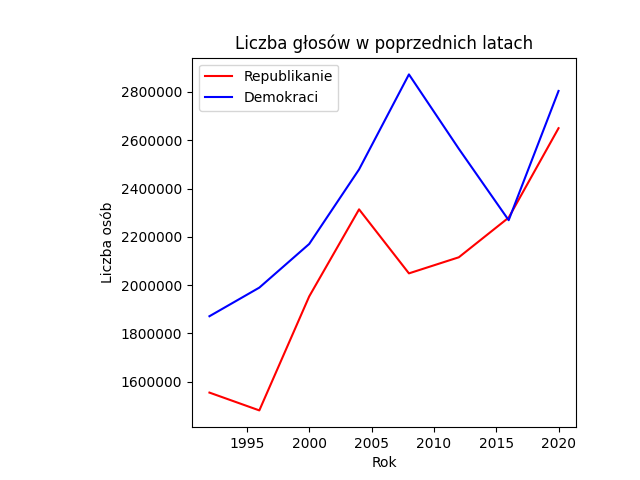 Liczba głosów w poprzednich latach
Republikanie
Demokraci
2800000
2600000
2400000
2200000
2000000
1800000
1600000
Liczba osób
1995 2000 2005 2010 2015 2020
Rok